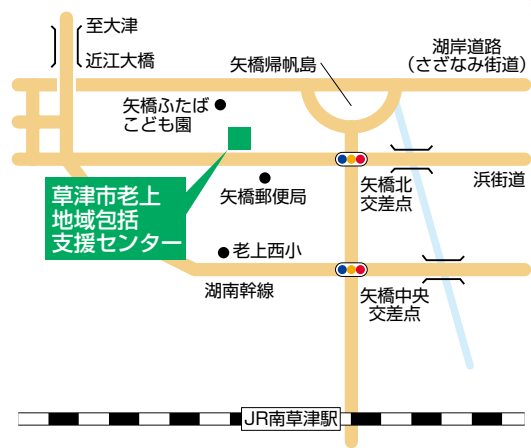 至大津
近江大橋
矢橋帰帆島
湖岸道路
（さざなみ街道）
矢橋ふたば
こども園
浜街道
矢橋北
交差点
矢橋郵便局
草津市老上
地域包括
支援センター
老上西小
湖南幹線
矢橋中央
交差点
JR南草津駅